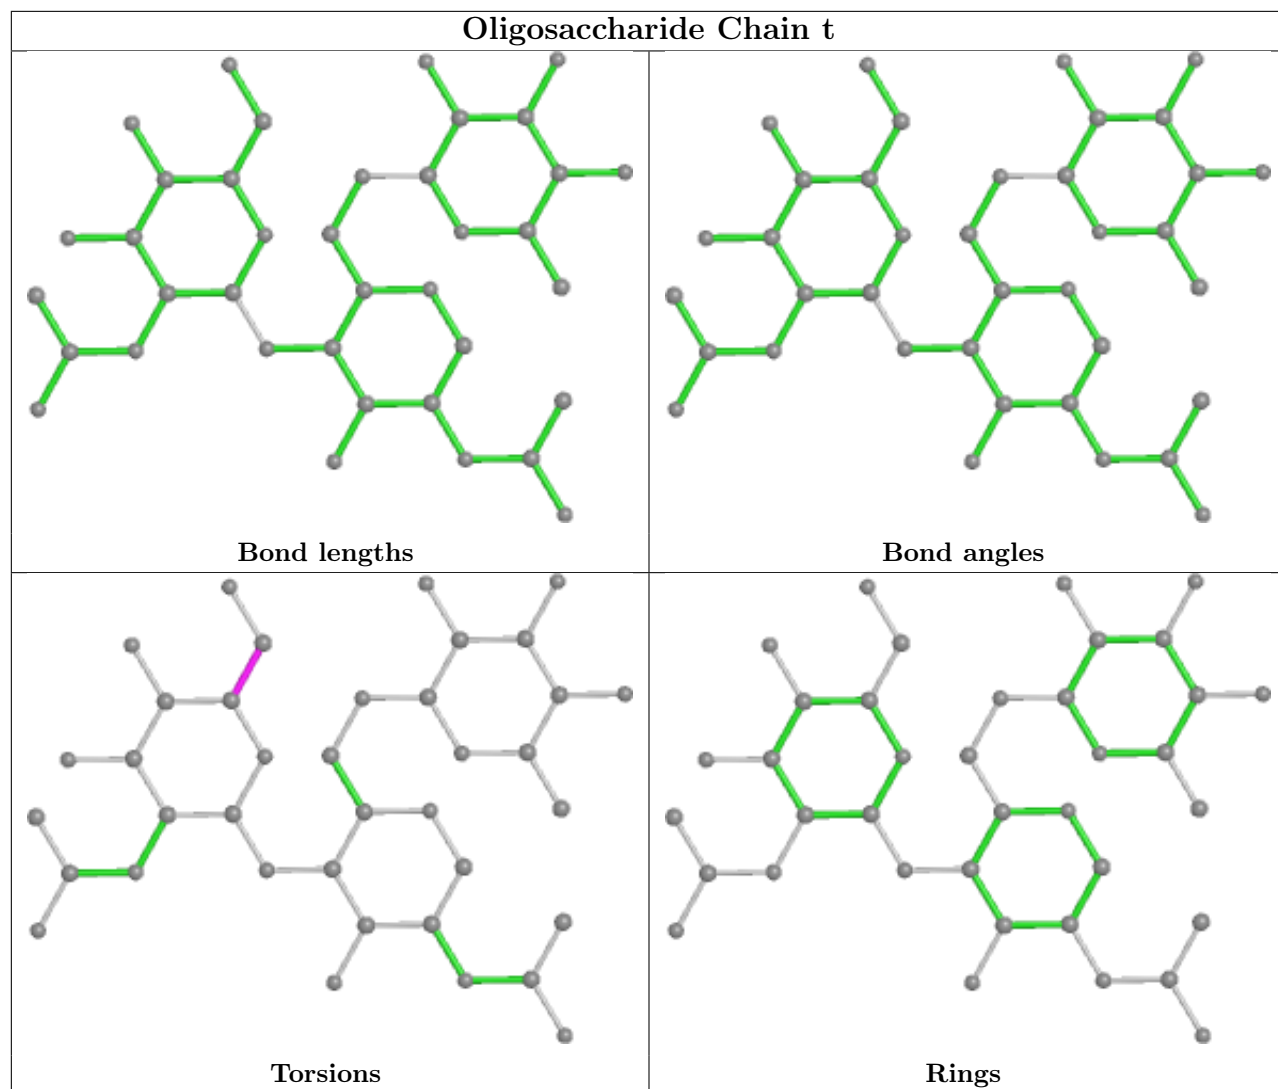 Oligosaccharide Chain t
Bond lengths
Bond angles
Torsions
Rings